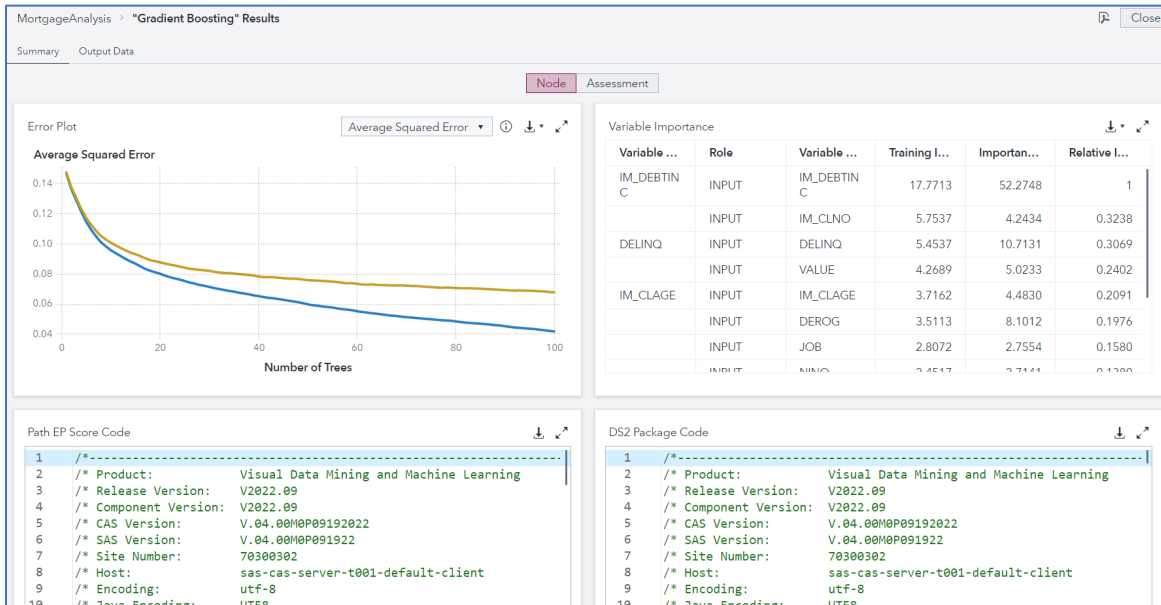 MortgageAnalysis > "Gradient Boosting" Results
Close
Summary Output Data
Node Assessment
Error Plot
Average Squared Error
Average Squared Error
0.14
0.12
0.10
0.08
0.06
0.04
0 20 40 60 80 100
Number of Trees
Variable Importance
Variable ... Role Variable ... Training I... Importan... Relative I...
IM_DEBTIN
C INPUT IM_DEBTIN
C 17.7713 52.2748 1
INPUT IM_CLNO 5.7537 4.2434 0.3238
DELINQ INPUT DELINQ 5.4537 10.7131 0.3069
INPUT VALUE 4.2689 5.0233 0.2402
IM_CLAGE INPUT IM_CLAGE 3.7162 4.4830 0.2091
INPUT DEROG 3.5113 8.1012 0.1976
INPUT JOB 2.8072 2.7554 0.1580
INPUT
Path EP Score Code
1 /*------------------------------------------------------------
2 /* Product: Visual Data Mining and Machine Learning
3 /* Release Version: V2022.09
4 /* Component Version: V2022.09
5 /* CAS Version: V.04.00M0P09192022
6 /* SAS Version: V.04.00M0P091922
7 /* Site Number: 70300302
8 /* Host: sas-cas-server-t001-default-client
9 /* Encoding: utf-8
10 /* Java Encoding: UTF8
DS2 Package Code
1 /*------------------------------------------------------------
2 /* Product: Visual Data Mining and Machine Learning
3 /* Release Version: V2022.09
4 /* Component Version: V2022.09
5 /* CAS Version: V.04.00M0P09192022
6 /* SAS Version: V.04.00M0P091922
7 /* Site Number: 70300302
8 /* Host: sas-cas-server-t001-default-client
9 /* Encoding: utf-8
10 /* Java Encoding: UTF8